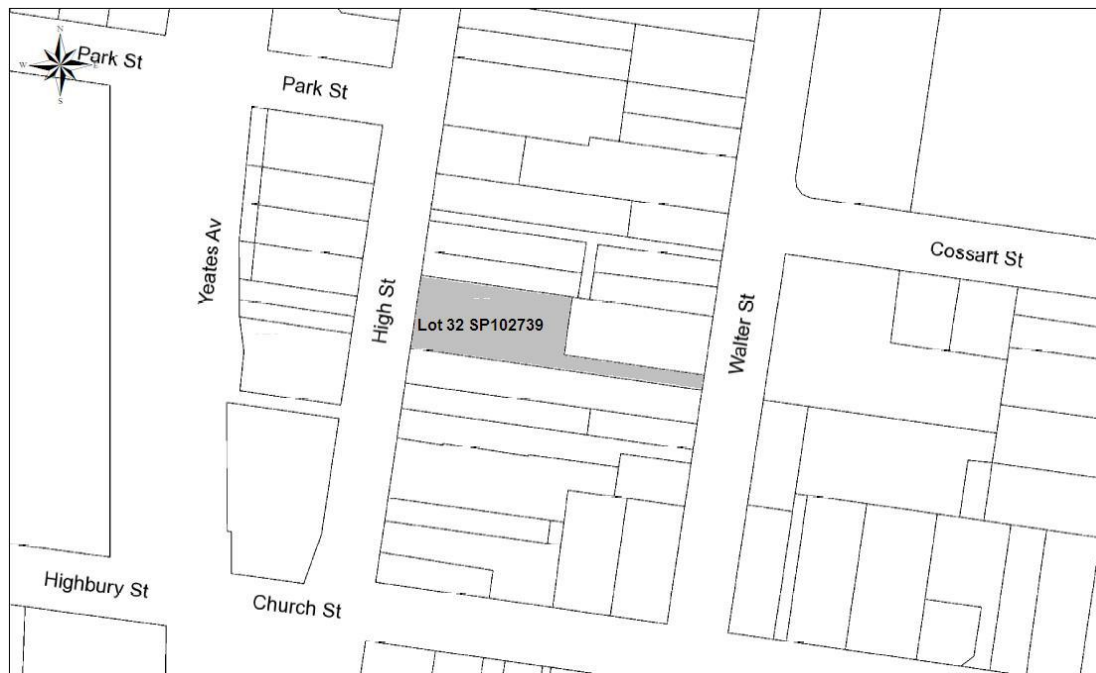 N
Park St
W
E
S
Park St
Yeates Av
High St
Cossart St
Lot 32 SP102739
Walter St
Highbury St
Church St